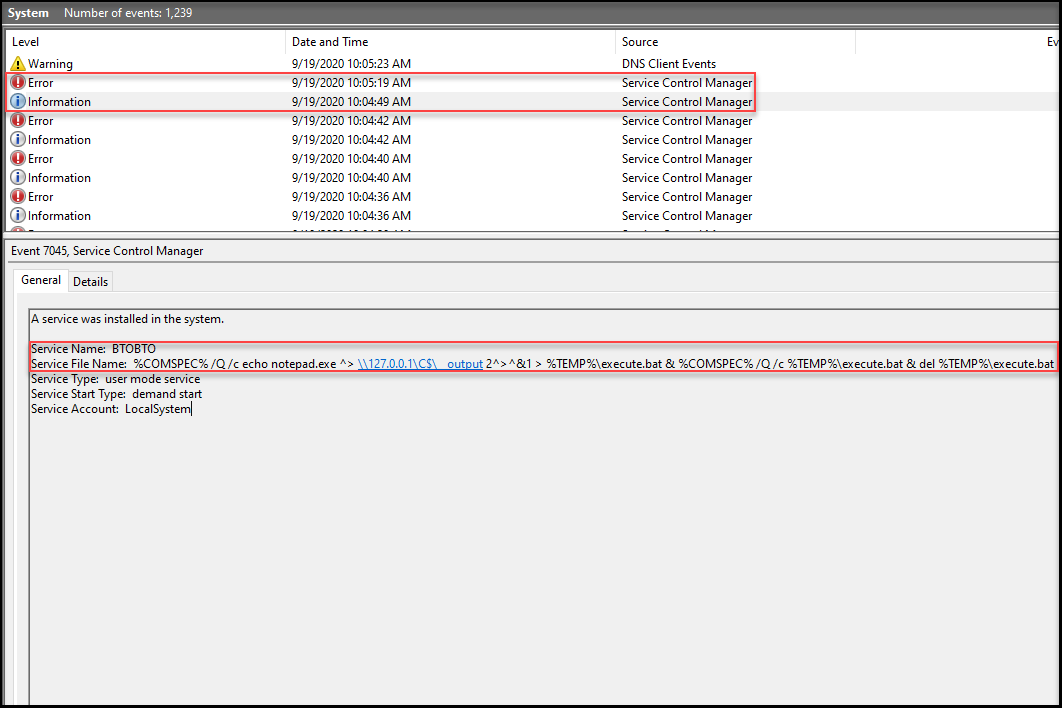 System Number of events: 1,239
Level Date and Time Source Ev
Warning 9/19/2020 10:05:23 AM DNS Client Events
Error 9/19/2020 10:05:19 AM Service Control Manager
Information 9/19/2020 10:04:49 AM Service Control Manager
Error 9/19/2020 10:04:42 AM Service Control Manager
Information 9/19/2020 10:04:42 AM Service Control Manager
Error 9/19/2020 10:04:40 AM Service Control Manager
Information 9/19/2020 10:04:40 AM Service Control Manager
Error 9/19/2020 10:04:36 AM Service Control Manager
Information 9/19/2020 10:04:36 AM Service Control Manager
Event 7045, Service Control Manager
General Details
A service was installed in the system.
Service Name: BTOBTO
Service File Name: %COMSPEC% /Q /c echo notepad.exe ^> \\127.0.0.1\C$\__output 2^>^&1 > %TEMP%\execute.bat & %COMSPEC% /Q /c %TEMP%\execute.bat & del %TEMP%\execute.bat
Service Type: user mode service
Service Start Type: demand start
Service Account: LocalSystem